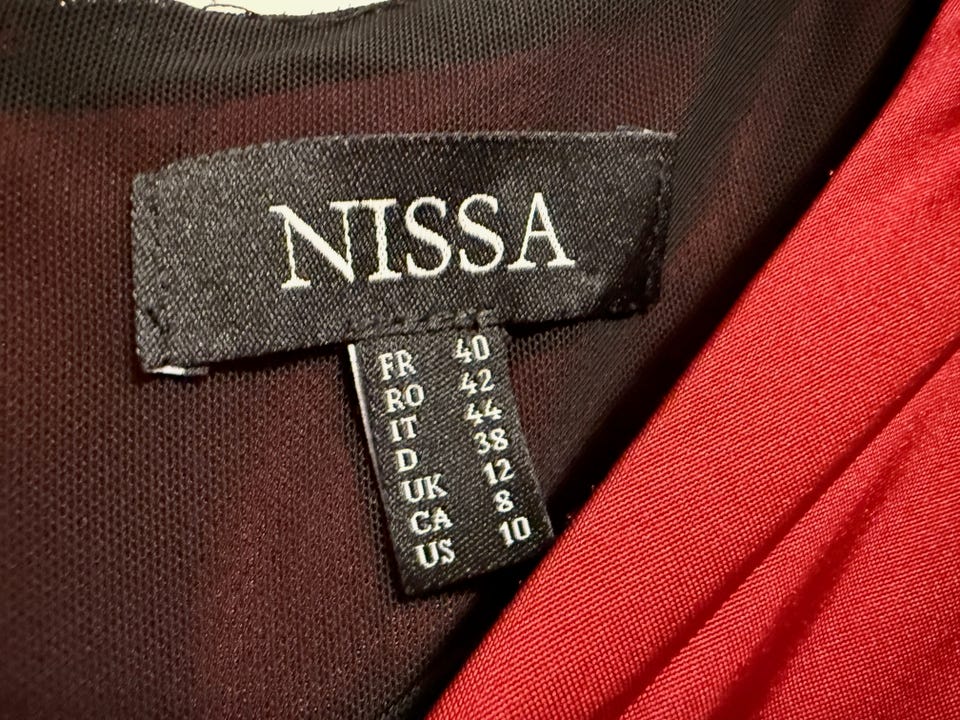 NISSA
FR 40
RO 42
IT 44
D 38
UK 12
CA 8
US 10